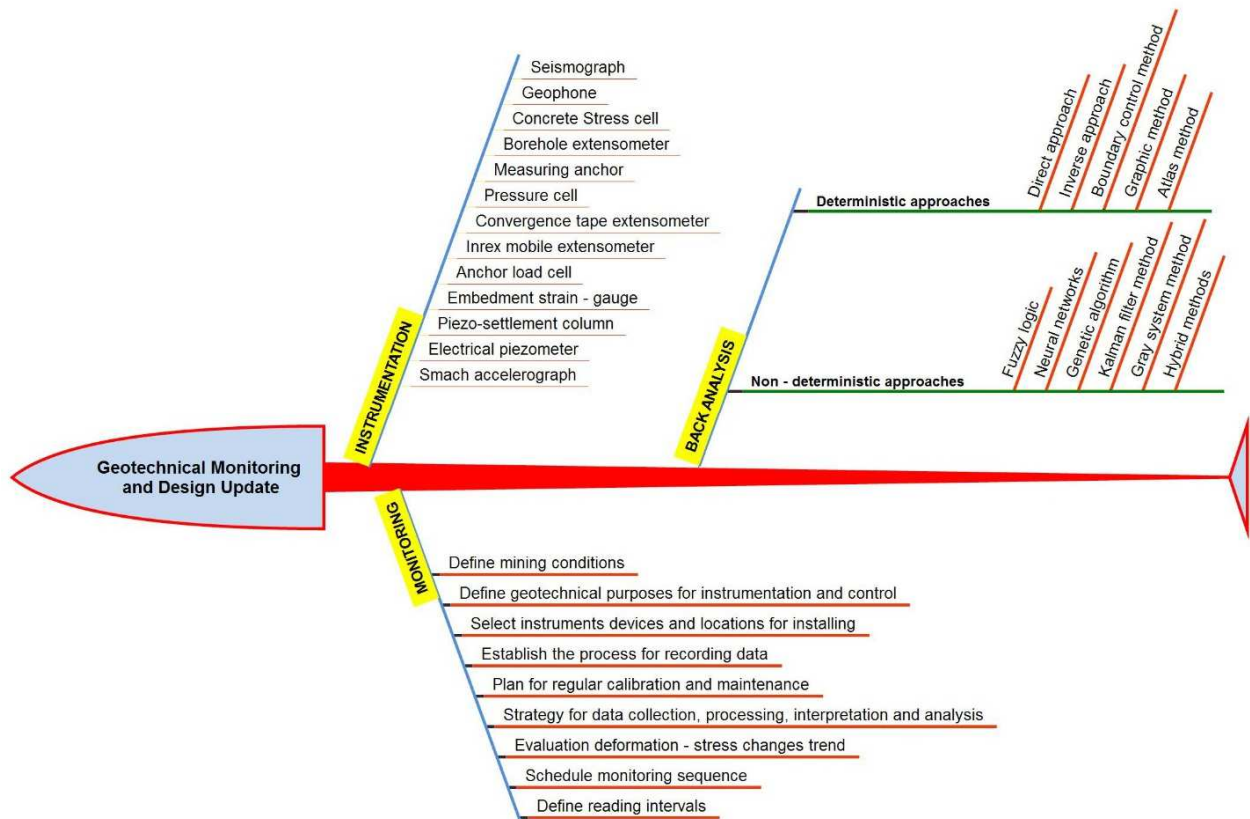 Seismograph
Geophone
Concrete Stress cell
Borehole extensometer
Measuring anchor
Pressure cell
Convergence tape extensometer
Inrex mobile extensometer
Anchor load cell
Embedment strain - gauge
Piezo-settlement column
Electrical piezometer
Smach accelerograph
INSTRUMENTATION
Direct approach
Inverse approach
Boundary control method
Graphic method
Atlas method
Deterministic approaches
Fuzzy logic
Neural networks
Genetic algorithm
Kalman filter method
Gray system method
Hybrid methods
Non - deterministic approaches
BACK ANALYSIS
Geotechnical Monitoring
and Design Update
MONITORING
Define mining conditions
Define geotechnical purposes for instrumentation and control
Select instruments devices and locations for installing
Establish the process for recording data
Plan for regular calibration and maintenance
Strategy for data collection, processing, interpretation and analysis
Evaluation deformation - stress changes trend
Schedule monitoring sequence
Define reading intervals